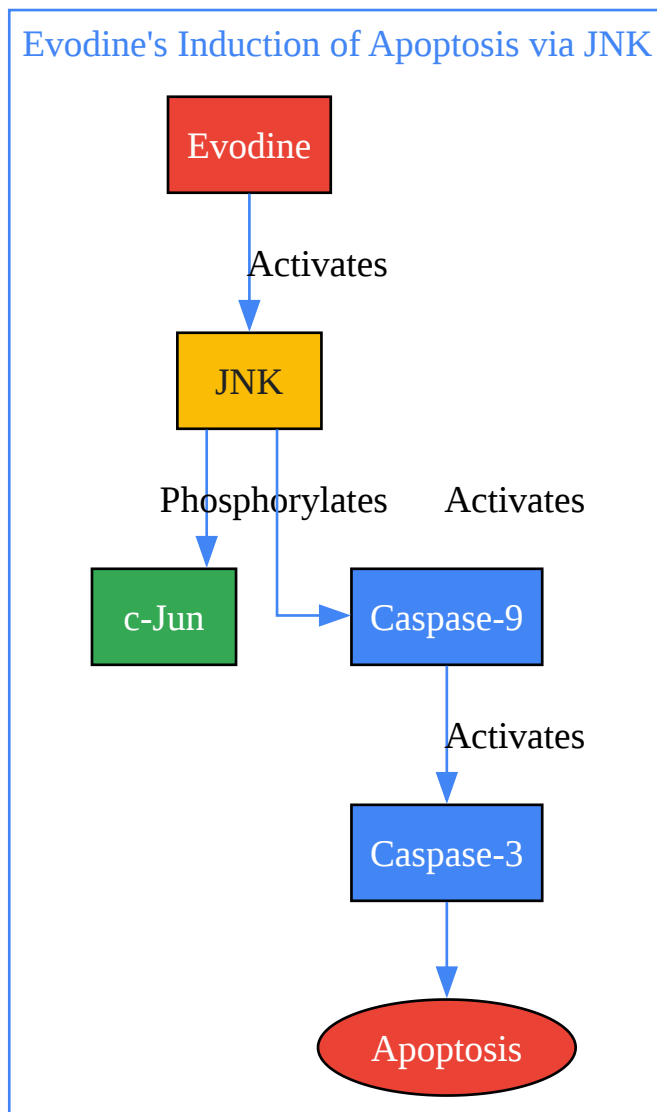 Evodine's Induction of Apoptosis via JNK
Evodine
Activates
JNK
Phosphorylates
Activates
c-Jun
Caspase-9
Activates
Caspase-3
Apoptosis